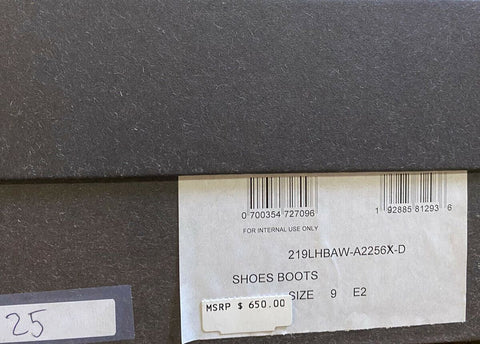 0 700354 727096
1 92885 81293 6
FOR INTERNAL USE ONLY
219LHBAW-A2256X-D
SHOES BOOTS
SIZE 9 E2
MSRP $ 650.00
25